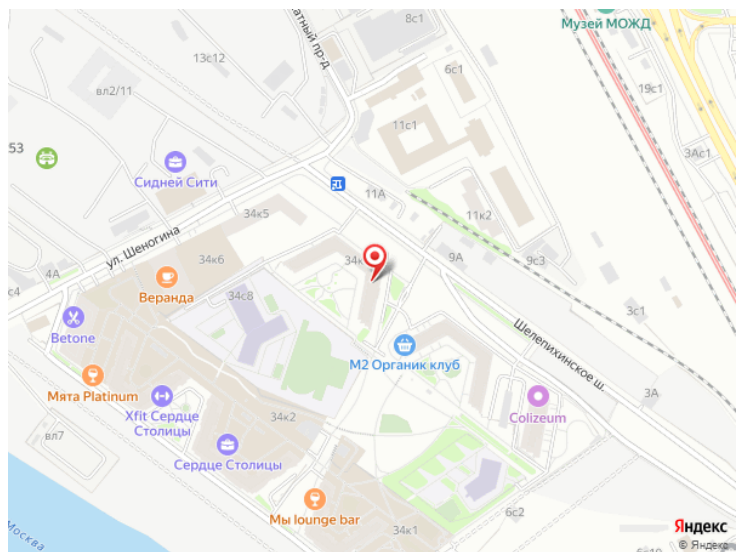 8с1
Музей МОЖД
13с12
6с1
19с1
вл2/11
11с1
53
3Ас1
Сидней Сити
11А
34к5
11к2
ул. Шеногина
34к6
9А
9с3
4А
с4
Веранда
34с8
3с1
Шелепихинское ш.
Betone
М2 Органик клуб
Мята Platinum
3А
Xfit Сердце
Столицы
34к2
Colizeum
вл7
Сердце Столицы
Мы lounge bar
6с2
34к1
Москва
Яндекс
© Яндекс